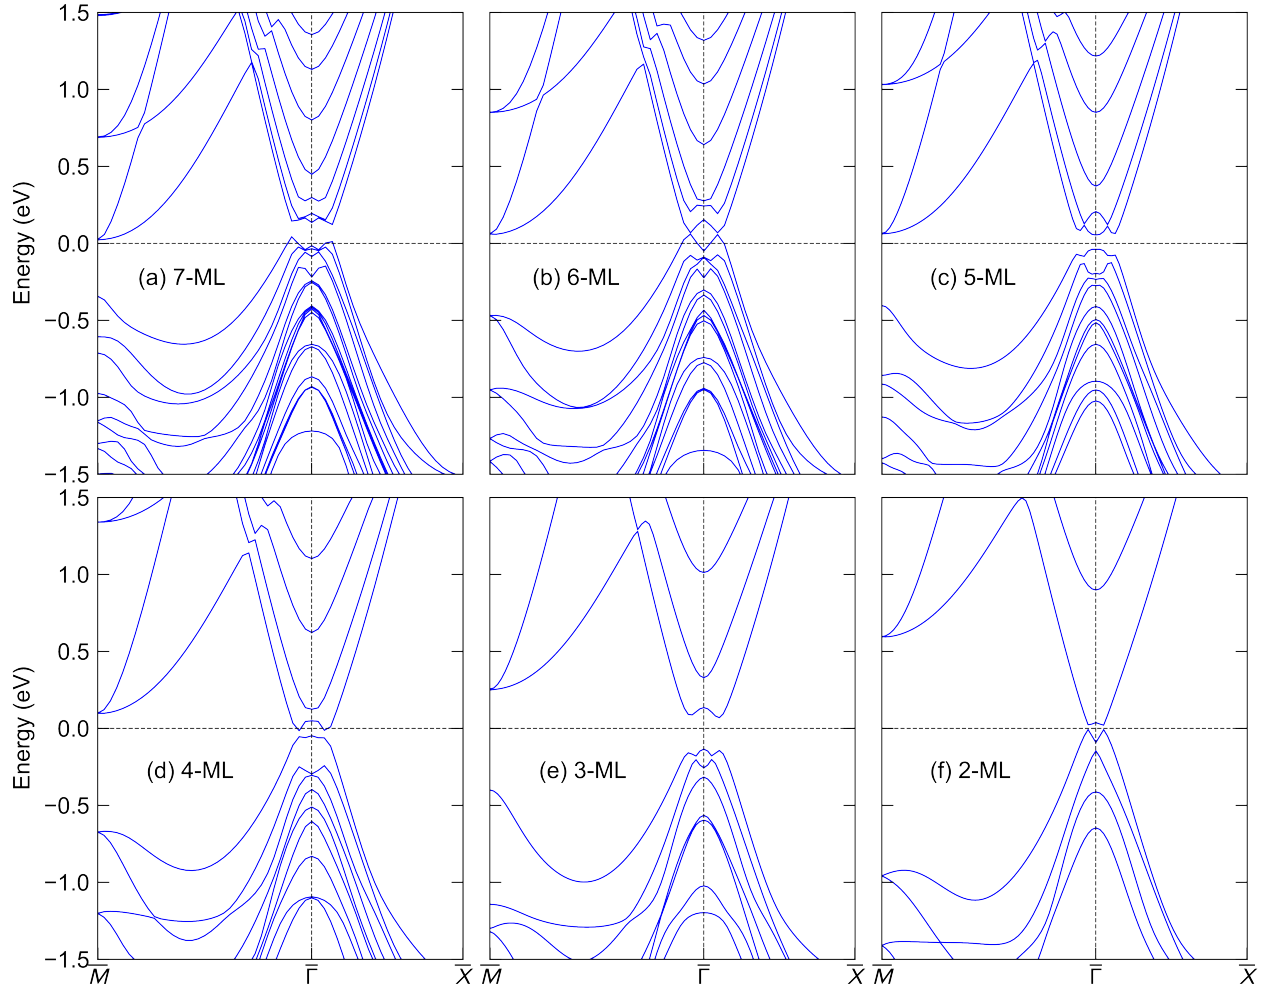 1.5
1.0
0.5
0.0
−0.5
−1.0
−1.5
Energy (eV)
(a) 7-ML
(b) 6-ML
(c) 5-ML
1.5
1.0
0.5
0.0
−0.5
−1.0
−1.5
Energy (eV)
(d) 4-ML
(e) 3-ML
(f) 2-ML
M̅ Γ̅ X̅ M̅ Γ̅ X̅ M̅ Γ̅ X̅